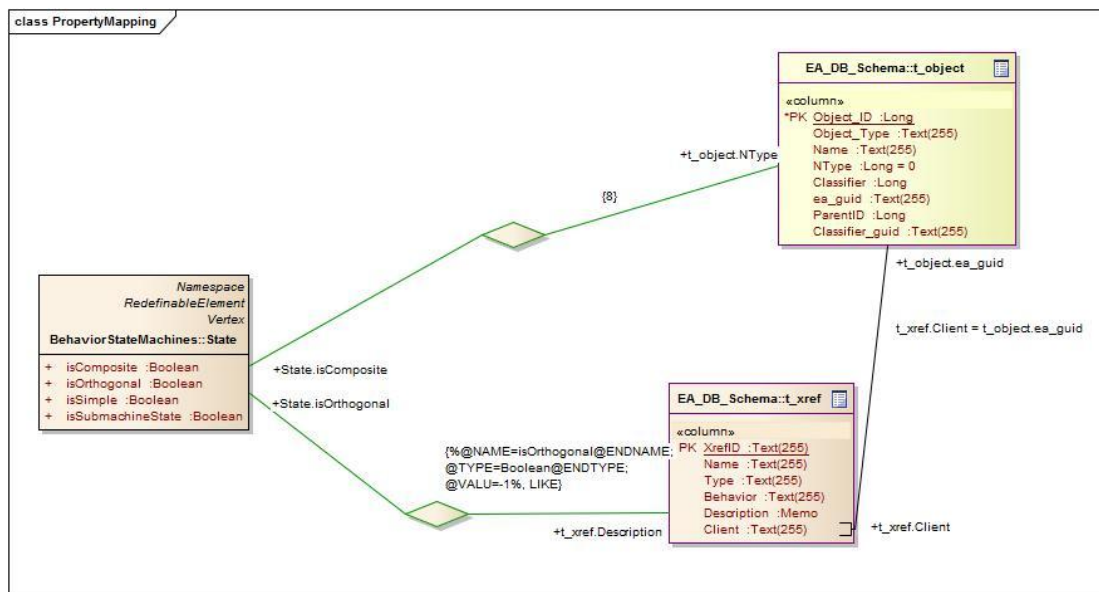 class PropertyMapping
EA_DB_Schema::t_object
«column»
*PK Object_ID :Long
Object_Type :Text(255)
Name :Text(255)
NType :Long = 0
Classifier :Long
ea_guid :Text(255)
ParentID :Long
Classifier_guid :Text(255)
+t_object.NType
{8}
+t_object.ea_guid
t_xref.Client = t_object.ea_guid
Namespace
RedefinableElement
Vertex
BehaviorStateMachines::State
+ isComposite :Boolean
+ isOrthogonal :Boolean
+ isSimple :Boolean
+ isSubmachineState :Boolean
+State.isComposite
+State.isOrthogonal
{%@NAME=isOrthogonal@ENDNAME;
@TYPE=Boolean@ENDTYPE;
@VALU=-1%, LIKE}
+t_xref.Description
EA_DB_Schema::t_xref
«column»
PK XrefID :Text(255)
Name :Text(255)
Type :Text(255)
Behavior :Text(255)
Description :Memo
Client :Text(255)
+t_xref.Client